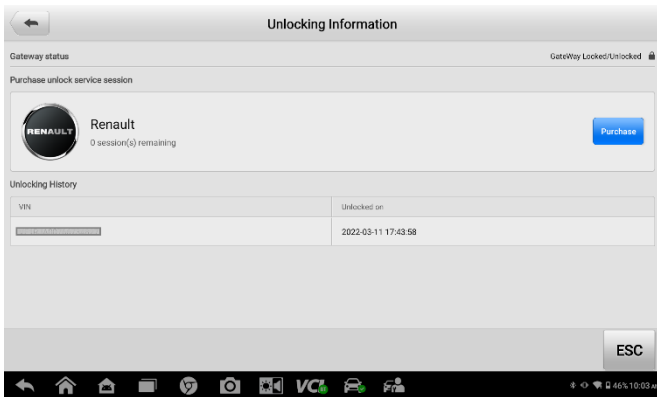 Unlocking Information
Gateway status
GateWay Locked/Unlocked
Purchase unlock service session
RENAULT
Renault
0 session(s) remaining
Purchase
Unlocking History
VIN
Unlocked on
2022-03-11 17:43:58
ESC
VCI
46% 10:03 AM